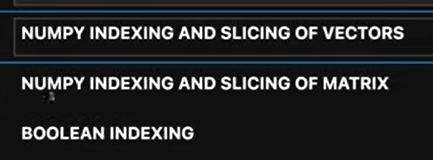 NUMPY INDEXING AND SLICING OF VECTORS
NUMPY INDEXING AND SLICING OF MATRIX
BOOLEAN INDEXING